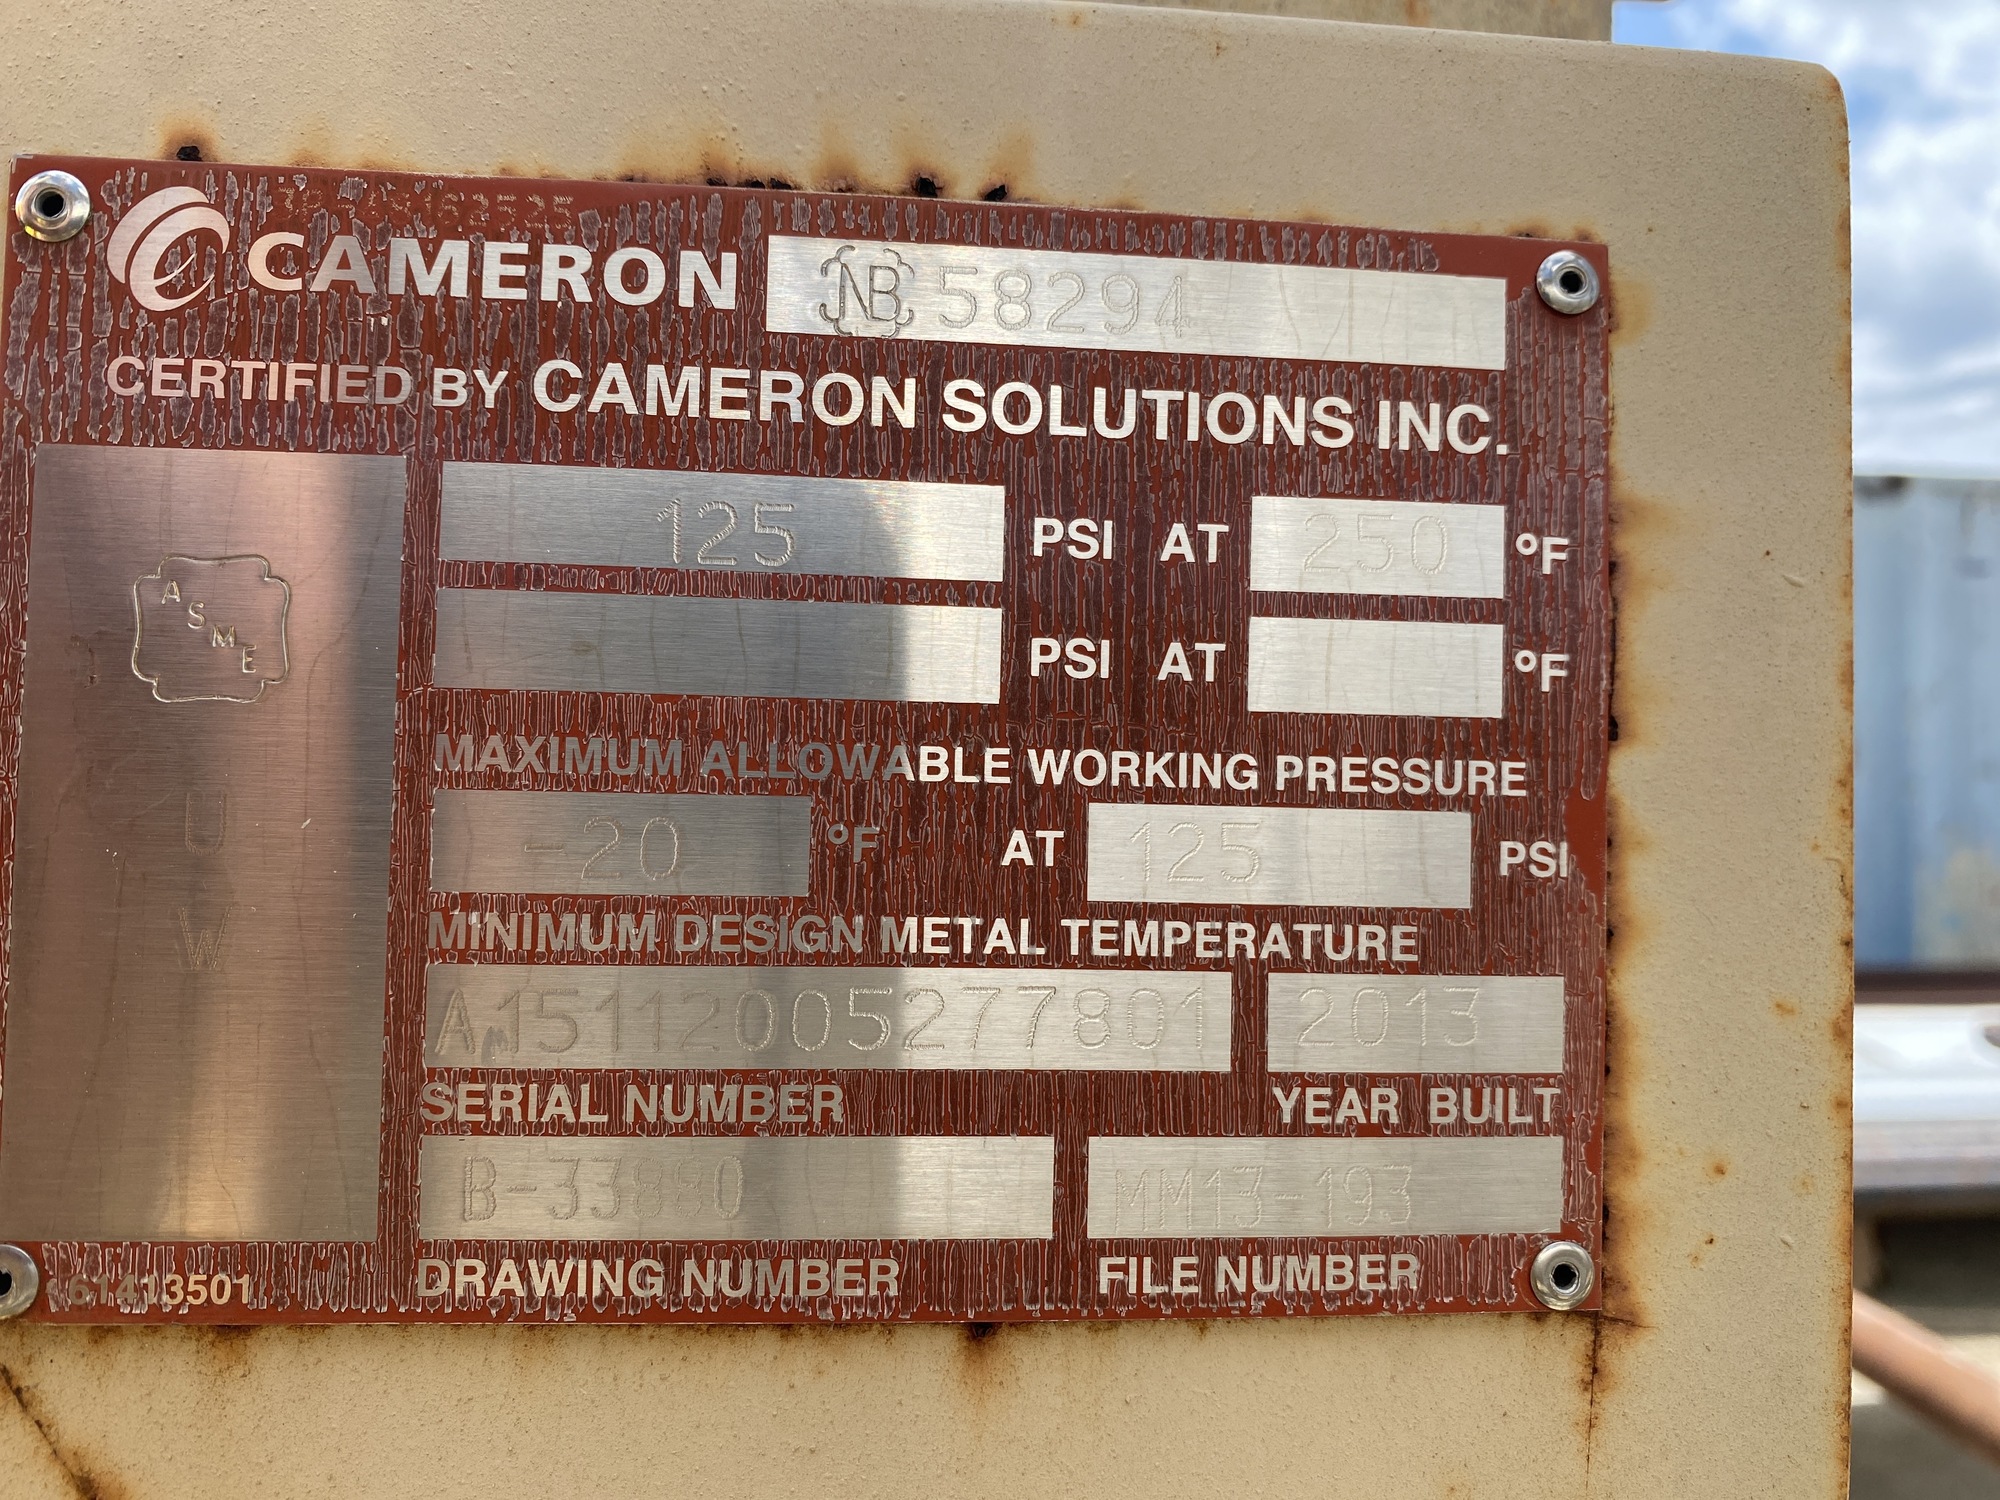 CAMERON NB 58294
CERTIFIED BY CAMERON SOLUTIONS INC.
ASME
U
W
125 PSI AT 250 °F
PSI AT °F
MAXIMUM ALLOWABLE WORKING PRESSURE
-20 °F AT 125 PSI
MINIMUM DESIGN METAL TEMPERATURE
A15112005277801 2013
SERIAL NUMBER YEAR BUILT
B-33880 MM13-193
DRAWING NUMBER FILE NUMBER
61413501